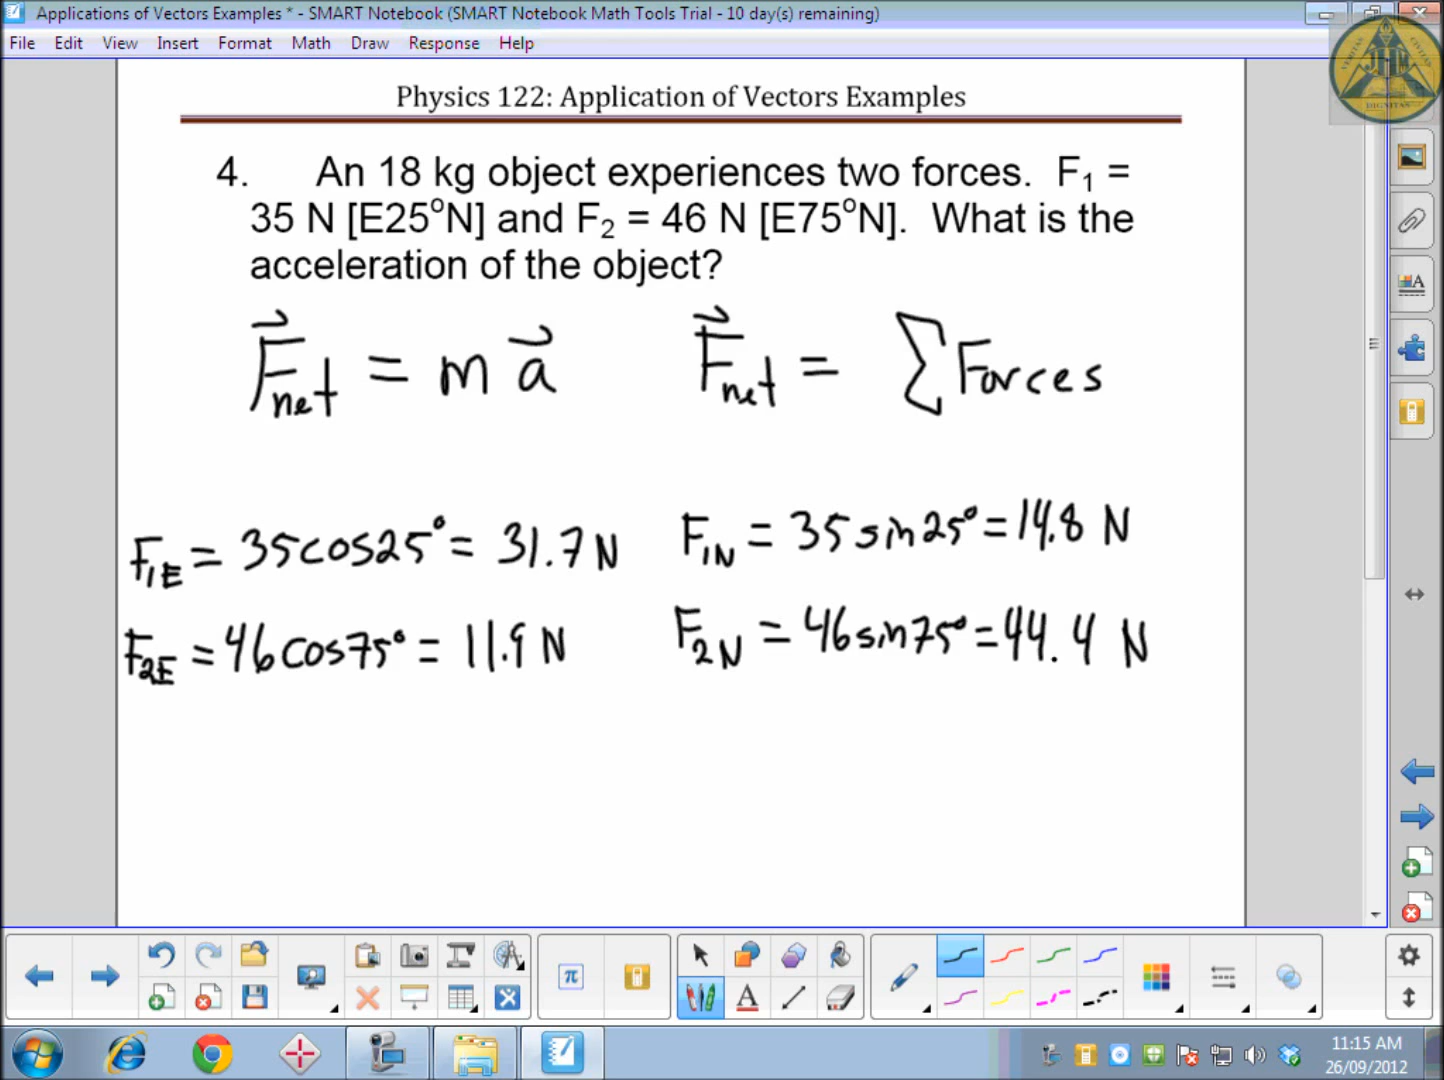 Applications of Vectors Examples * - SMART Notebook (SMART Notebook Math Tools Trial - 10 day(s) remaining)
File Edit View Insert Format Math Draw Response Help
Physics 122: Application of Vectors Examples
4. An 18 kg object experiences two forces. F₁ =
35 N [E25°N] and F₂ = 46 N [E75°N]. What is the
acceleration of the object?
F⃗net = m a⃗ F⃗net = ∑ Forces
F1E = 35cos25° = 31.7 N F1N = 35sin25° = 14.8 N
F2E = 46cos75° = 11.9 N F2N = 46sin75° = 44.4 N
11:15 AM
26/09/2012